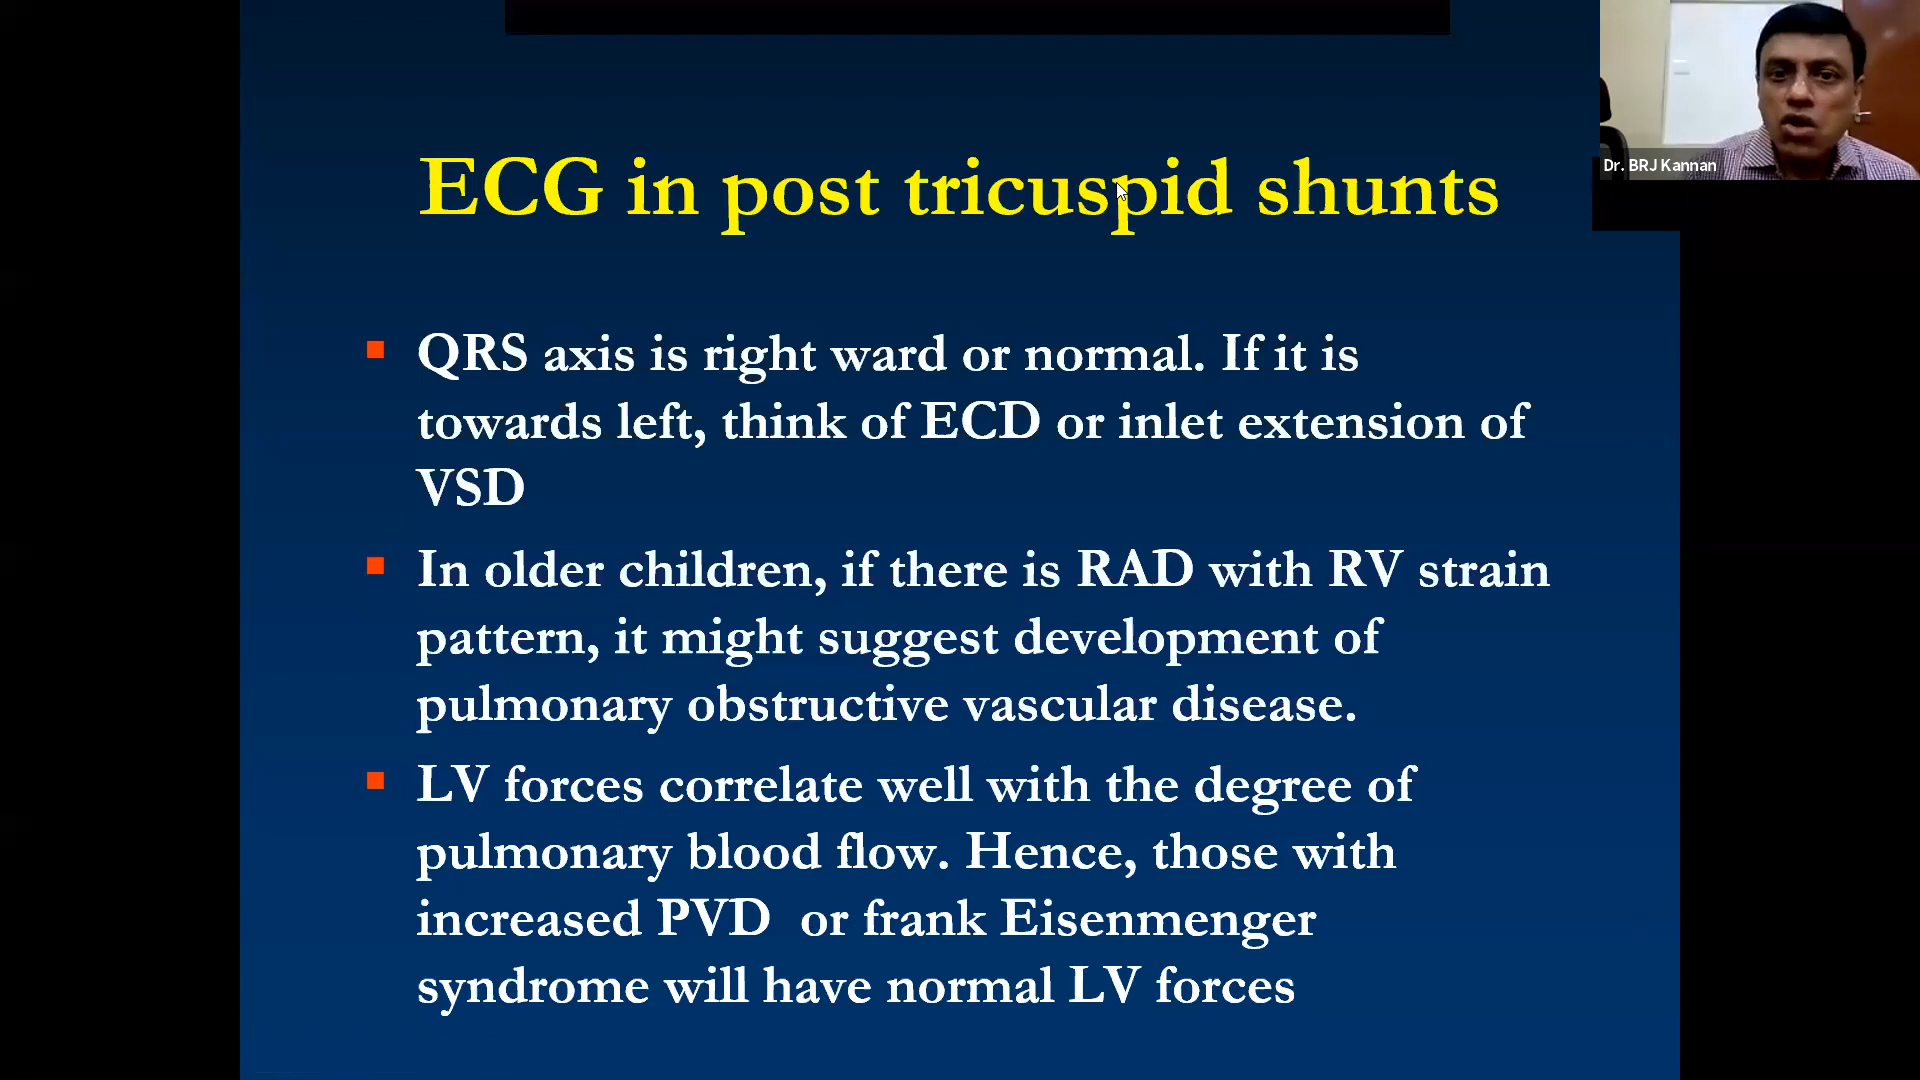 Dr. BRJ Kannan
ECG in post tricuspid shunts
▪ QRS axis is right ward or normal. If it is
towards left, think of ECD or inlet extension of
VSD
▪ In older children, if there is RAD with RV strain
pattern, it might suggest development of
pulmonary obstructive vascular disease.
▪ LV forces correlate well with the degree of
pulmonary blood flow. Hence, those with
increased PVD  or frank Eisenmenger
syndrome will have normal LV forces